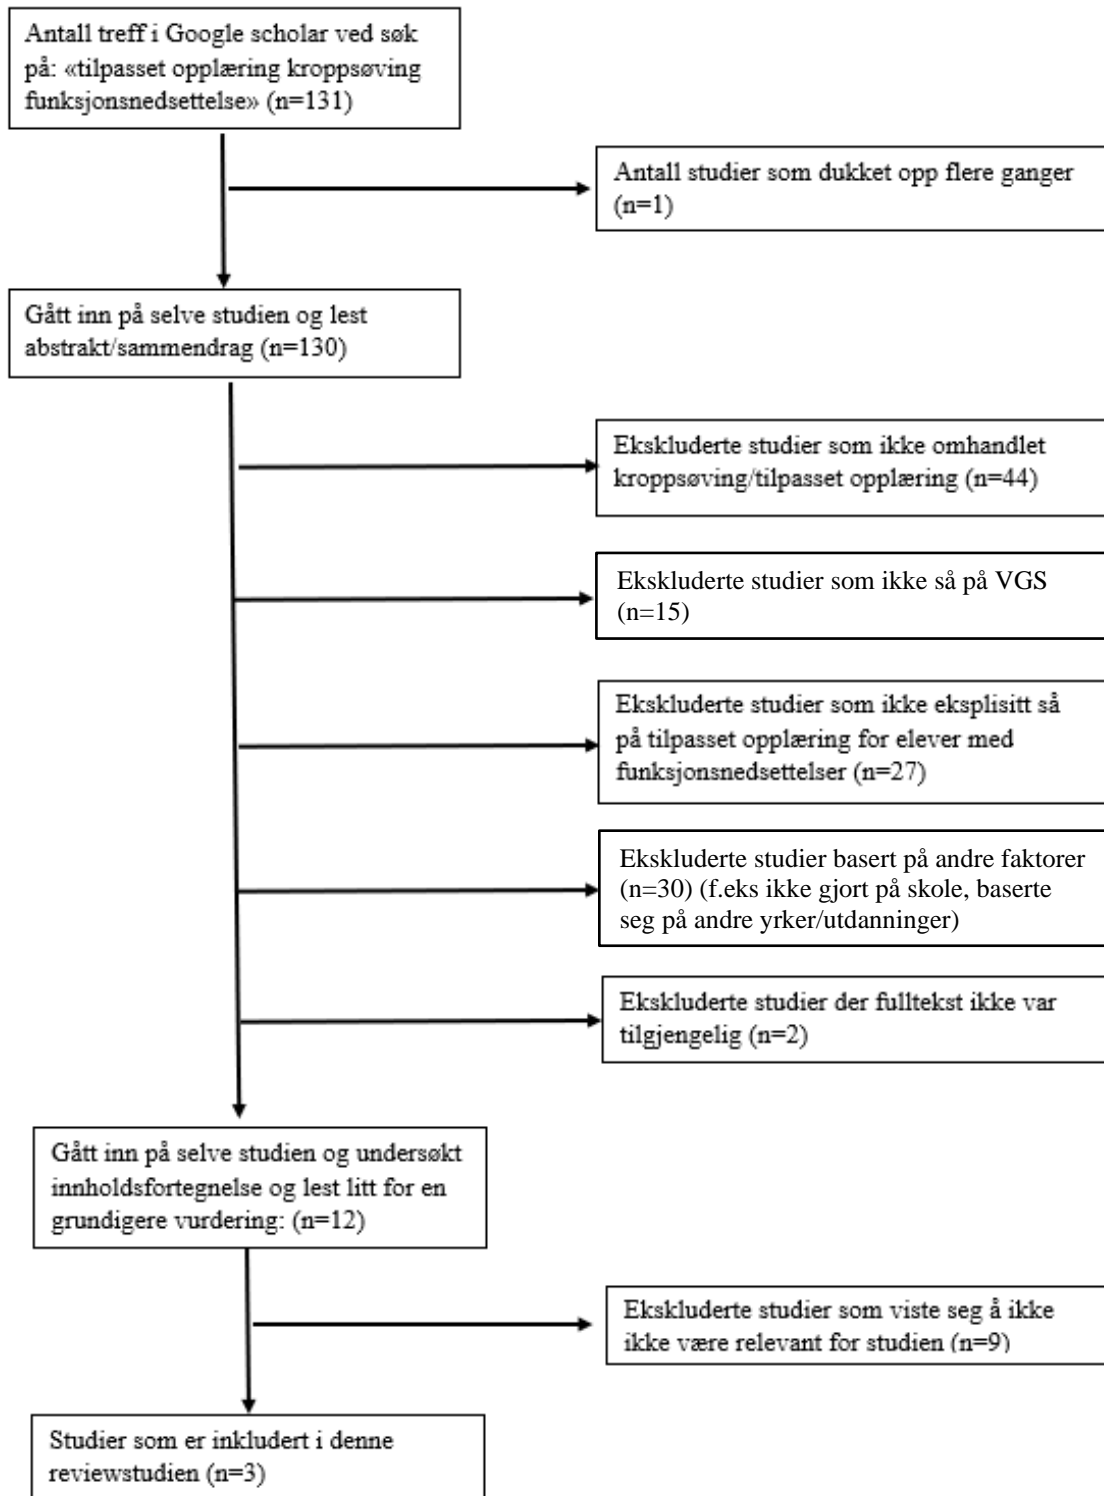 Antall treff i Google scholar ved søk
på: «tilpasset opplæring kroppsøving
funksjonsnedsettelse» (n=131)
Antall studier som dukket opp flere ganger
(n=1)
Gått inn på selve studien og lest
abstrakt/sammendrag (n=130)
Ekskluderte studier som ikke omhandlet
kroppsøving/tilpasset opplæring (n=44)
Ekskluderte studier som ikke så på VGS
(n=15)
Ekskluderte studier som ikke eksplisitt så
på tilpasset opplæring for elever med
funksjonsnedsettelser (n=27)
Ekskluderte studier basert på andre faktorer
(n=30) (f.eks ikke gjort på skole, baserte
seg på andre yrker/utdanninger)
Ekskluderte studier der fulltekst ikke var
tilgjengelig (n=2)
Gått inn på selve studien og undersøkt
innholdsfortegnelse og lest litt for en
grundigere vurdering: (n=12)
Ekskluderte studier som viste seg å ikke
ikke være relevant for studien (n=9)
Studier som er inkludert i denne
reviewstudien (n=3)